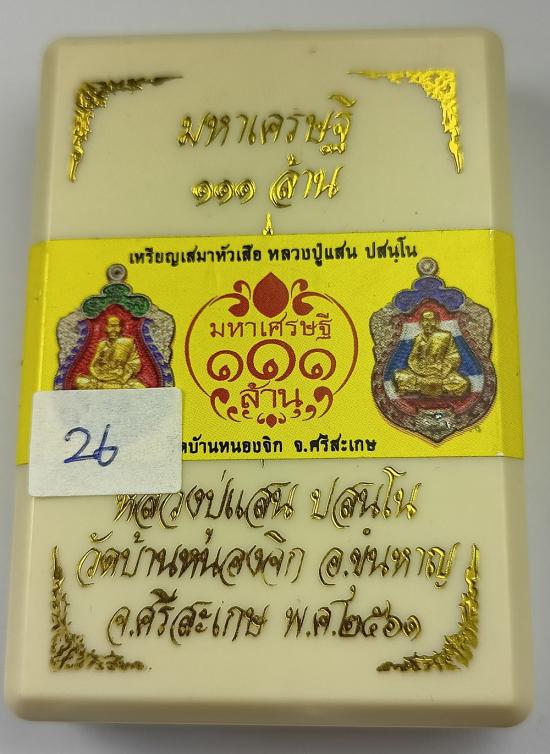 มหาเศรษฐี
๑๑๑ ล้าน
เหรียญเสมาหัวเสือ หลวงปู่แสน ปสนฺโน
มหาเศรษฐี
๑๑๑
ล้าน
26
บ้านหนองจิก จ.ศรีสะเกษ
หลวงปู่แสน ปสนฺโน
วัดบ้านหนองจิก อ.ขุนหาญ
จ.ศรีสะเกษ พ.ศ.๒๕๖๑